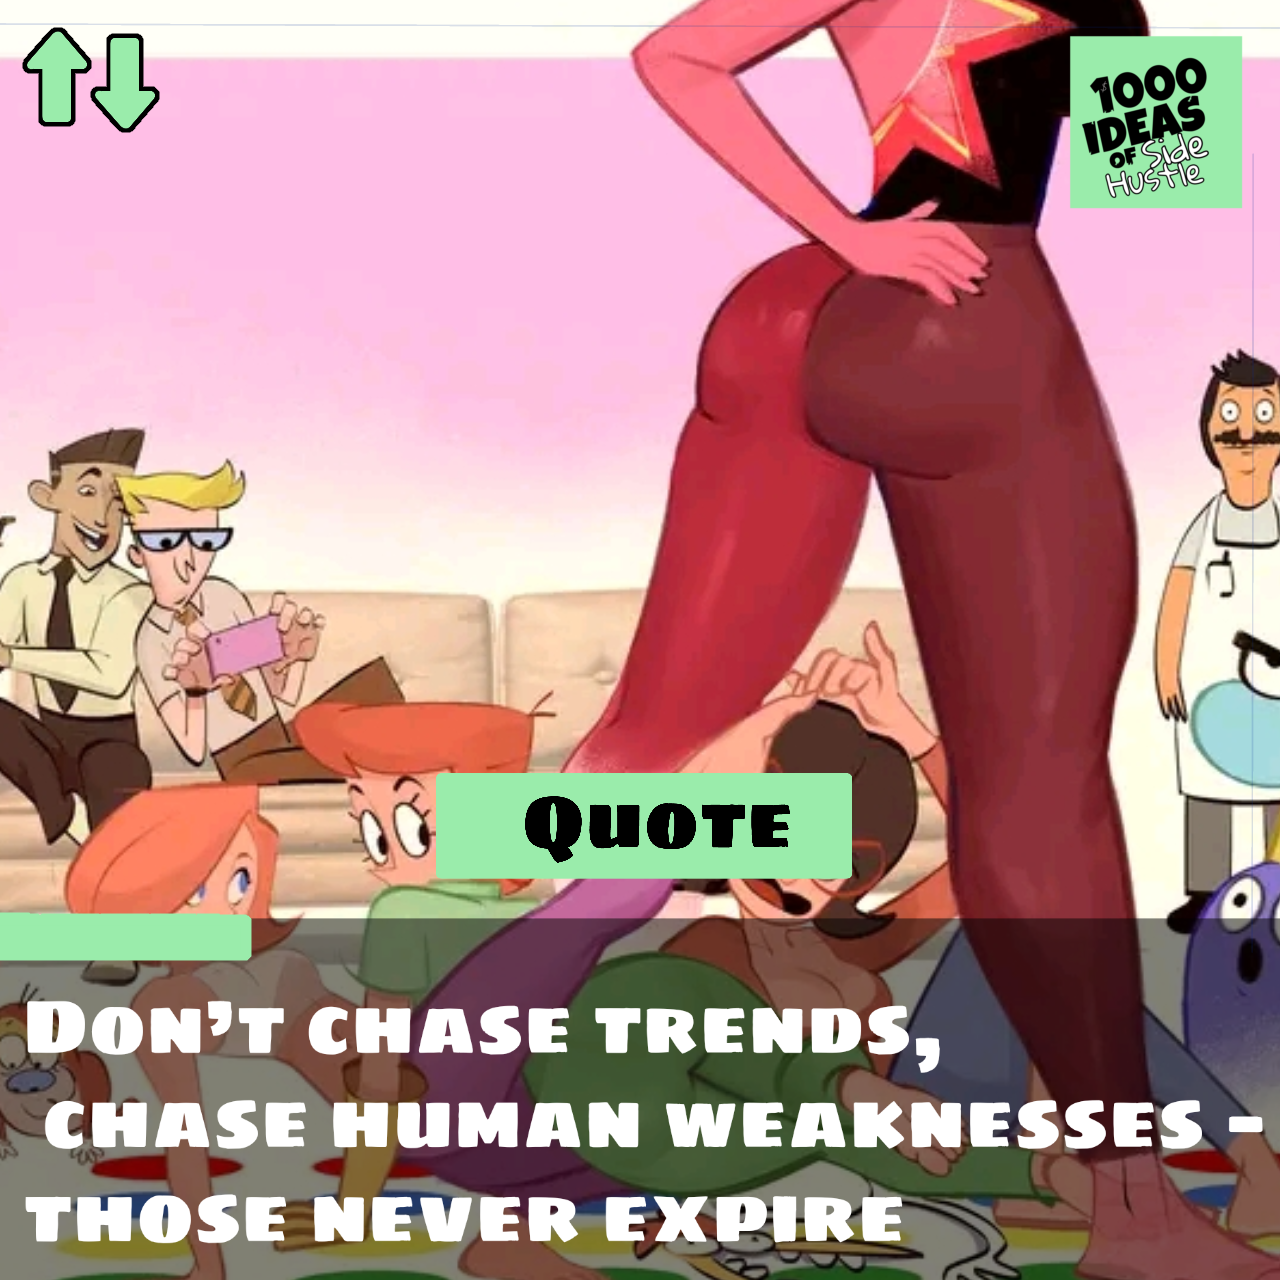 1000
IDEAS
OF Side
Hustle
QUOTE
DON’T CHASE TRENDS,
CHASE HUMAN WEAKNESSES -
THOSE NEVER EXPIRE